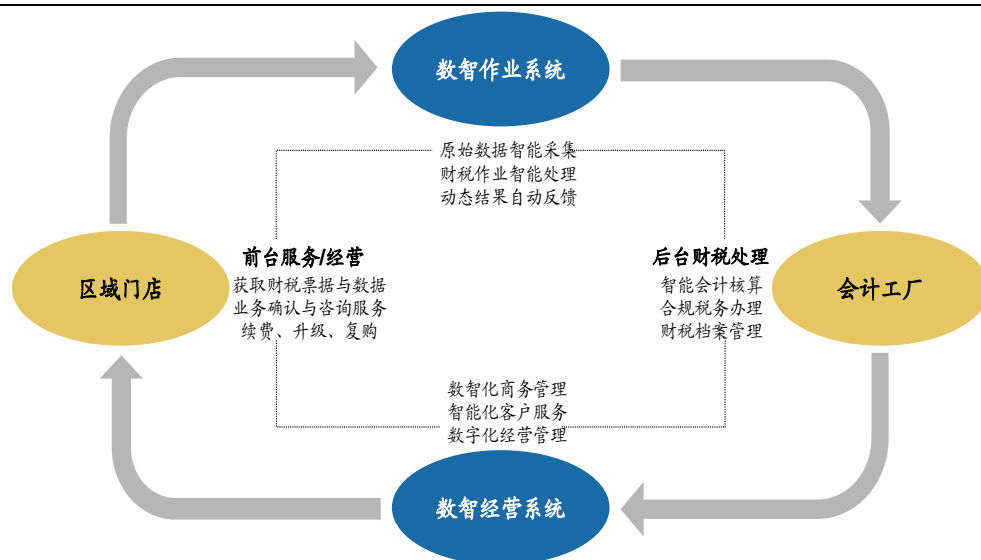 数智作业系统
原始数据智能采集
财税作业智能处理
动态结果自动反馈
区域门店
前台服务/经营
获取财税票据与数据
业务确认与咨询服务
续费、升级、复购
后台财税处理
智能会计核算
合规税务办理
财税档案管理
会计工厂
数智化商务管理
智能化客户服务
数字化经营管理
数智经营系统